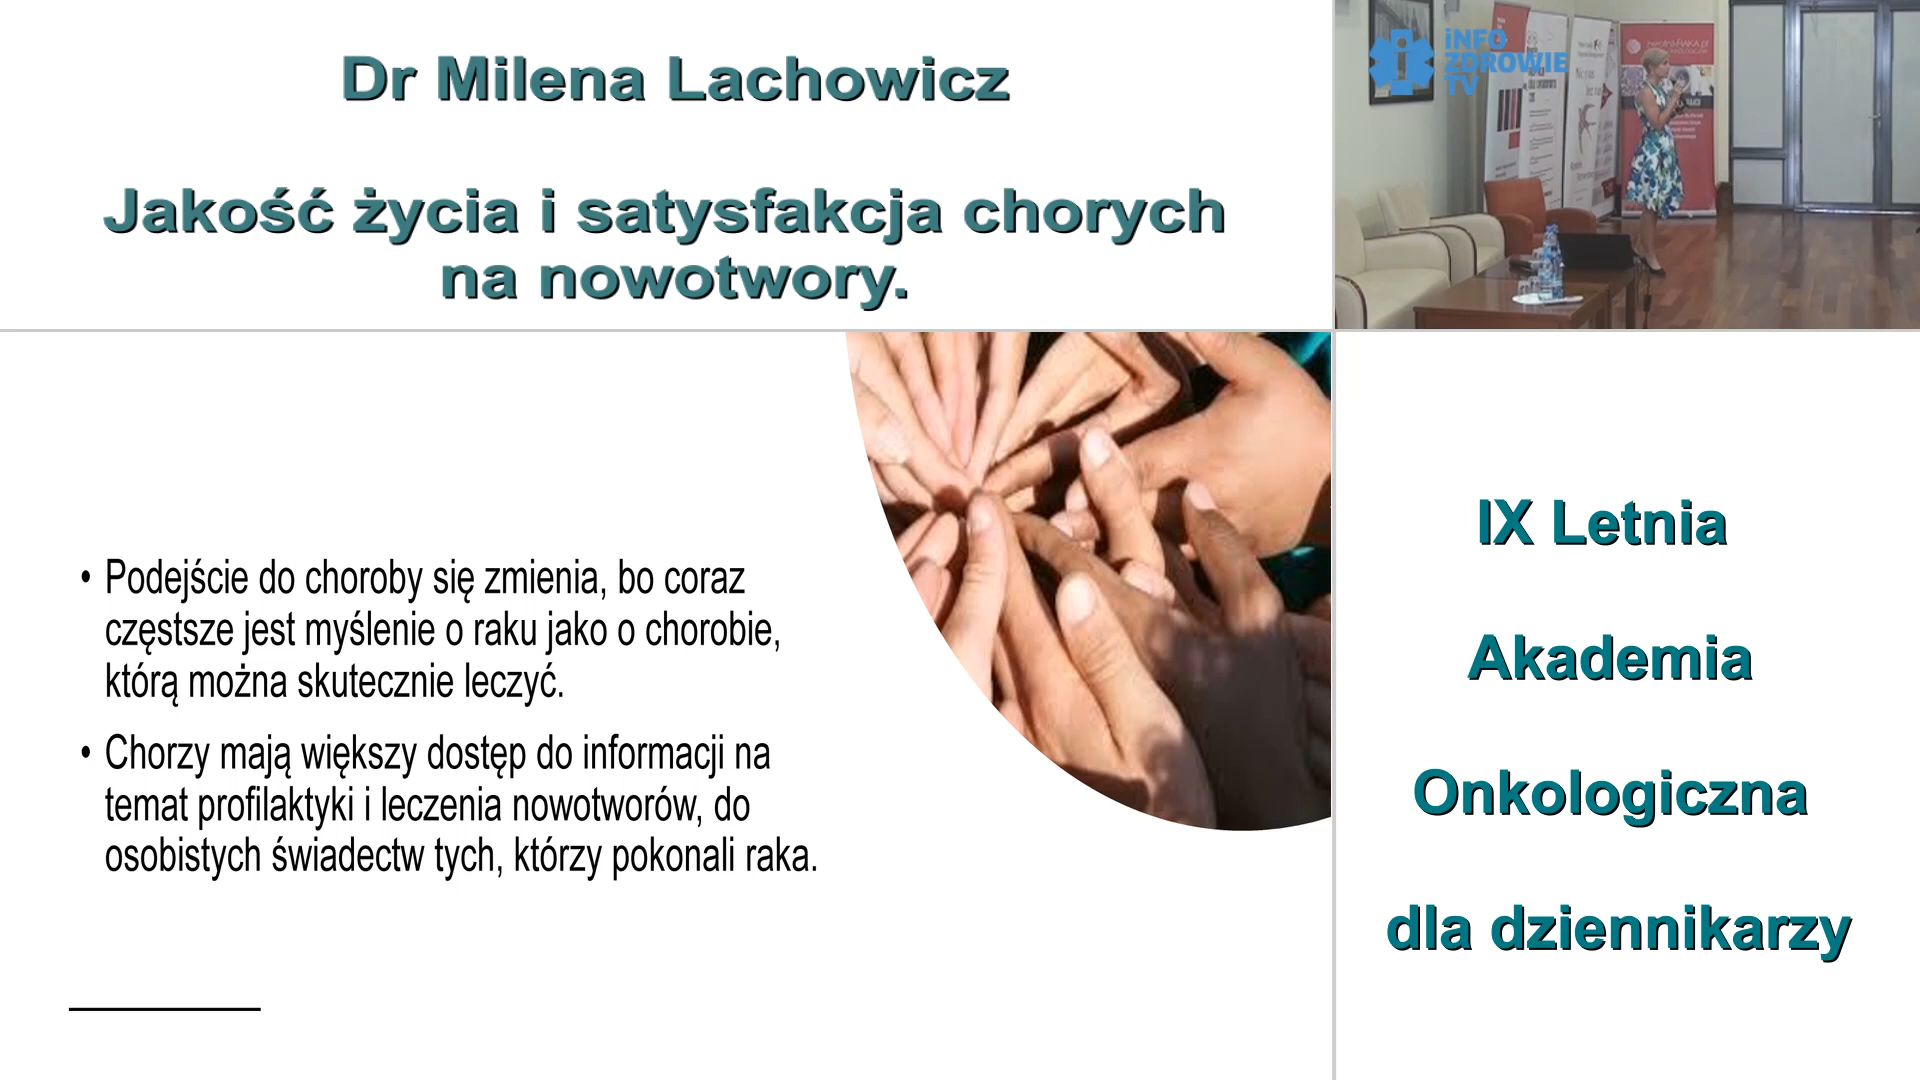 Dr Milena Lachowicz
Jakość życia i satysfakcja chorych
na nowotwory.
iNFO
ZDROWIE
TV
• Podejście do choroby się zmienia, bo coraz
częstsze jest myślenie o raku jako o chorobie,
którą można skutecznie leczyć.
• Chorzy mają większy dostęp do informacji na
temat profilaktyki i leczenia nowotworów, do
osobistych świadectw tych, którzy pokonali raka.
IX Letnia
Akademia
Onkologiczna
dla dziennikarzy